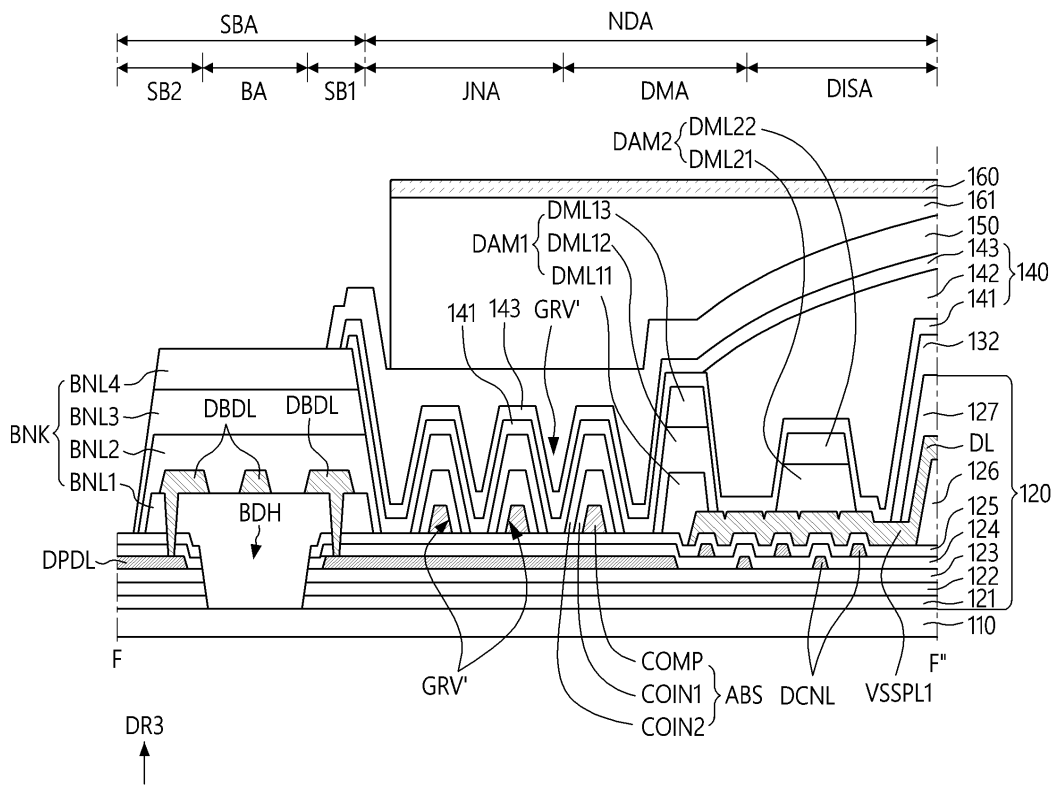 SBA
NDA
SB2
BA
SB1
JNA
DMA
DISA
DAM2
DML22
DML21
160
161
150
143
142
141
140
132
DAM1
DML13
DML12
DML11
141
143
GRV'
BNK
BNL4
BNL3
BNL2
BNL1
DBDL
DBDL
BDH
DPDL
127
DL
126
125
124
123
122
121
120
110
F
F"
GRV'
COMP
COIN1
COIN2
ABS
DCNL
VSSPL1
DR3